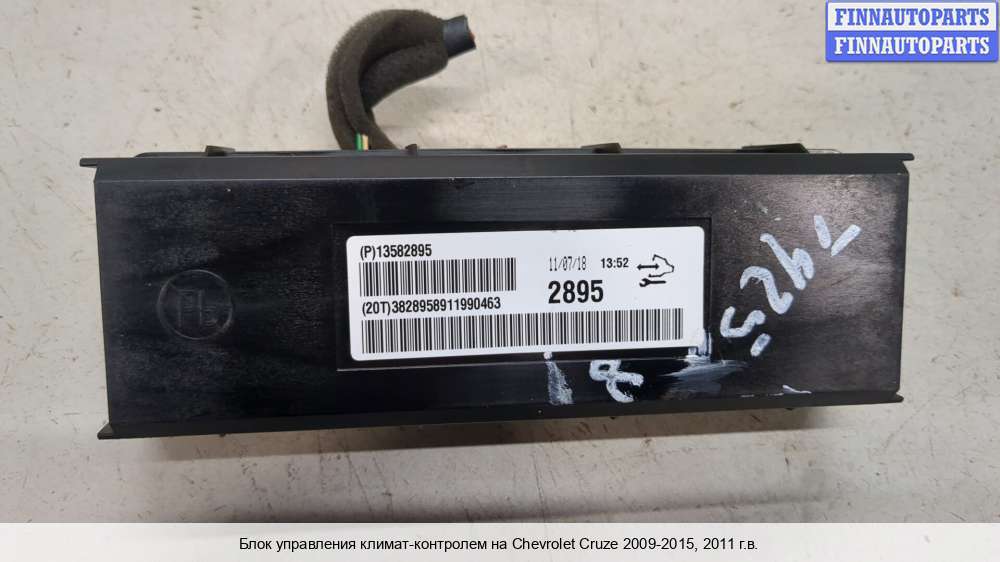 FINNAUTOPARTS
FINNAUTOPARTS
(P)13582895
11/07/18 13:52
2895
(20T)3828958911990463
Блок управления климат-контролем на Chevrolet Cruze 2009-2015, 2011 г.в.